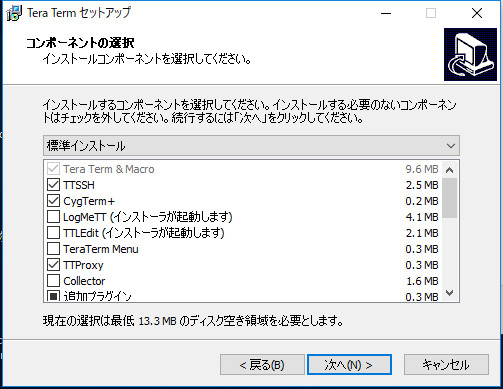 Tera Term セットアップ
コンポーネントの選択
インストールコンポーネントを選択してください。
インストールするコンポーネントを選択してください。インストールする必要のないコンポーネン
トはチェックを外してください。続行するには「次へ」をクリックしてください。
標準インストール
Tera Term & Macro 9.6 MB
TTSSH 2.5 MB
CygTerm+ 0.2 MB
LogMeTT (インストーラが起動します) 4.1 MB
TTLEdit (インストーラが起動します) 2.1 MB
TeraTerm Menu 0.3 MB
TTProxy 0.3 MB
Collector 1.6 MB
追加プラグイン 0.3 MB
現在の選択は最低 13.3 MB のディスク空き領域を必要とします。
< 戻る(B) 次へ(N) > キャンセル